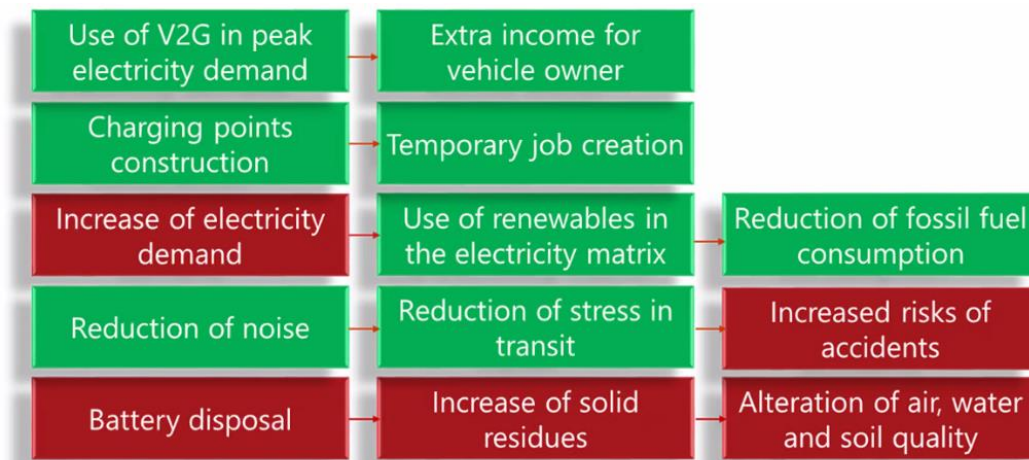 Use of V2G in peak
electricity demand
Extra income for
vehicle owner
Charging points
construction
Temporary job creation
Increase of electricity
demand
Use of renewables in
the electricity matrix
Reduction of fossil fuel
consumption
Reduction of noise
Reduction of stress in
transit
Increased risks of
accidents
Battery disposal
Increase of solid
residues
Alteration of air, water
and soil quality